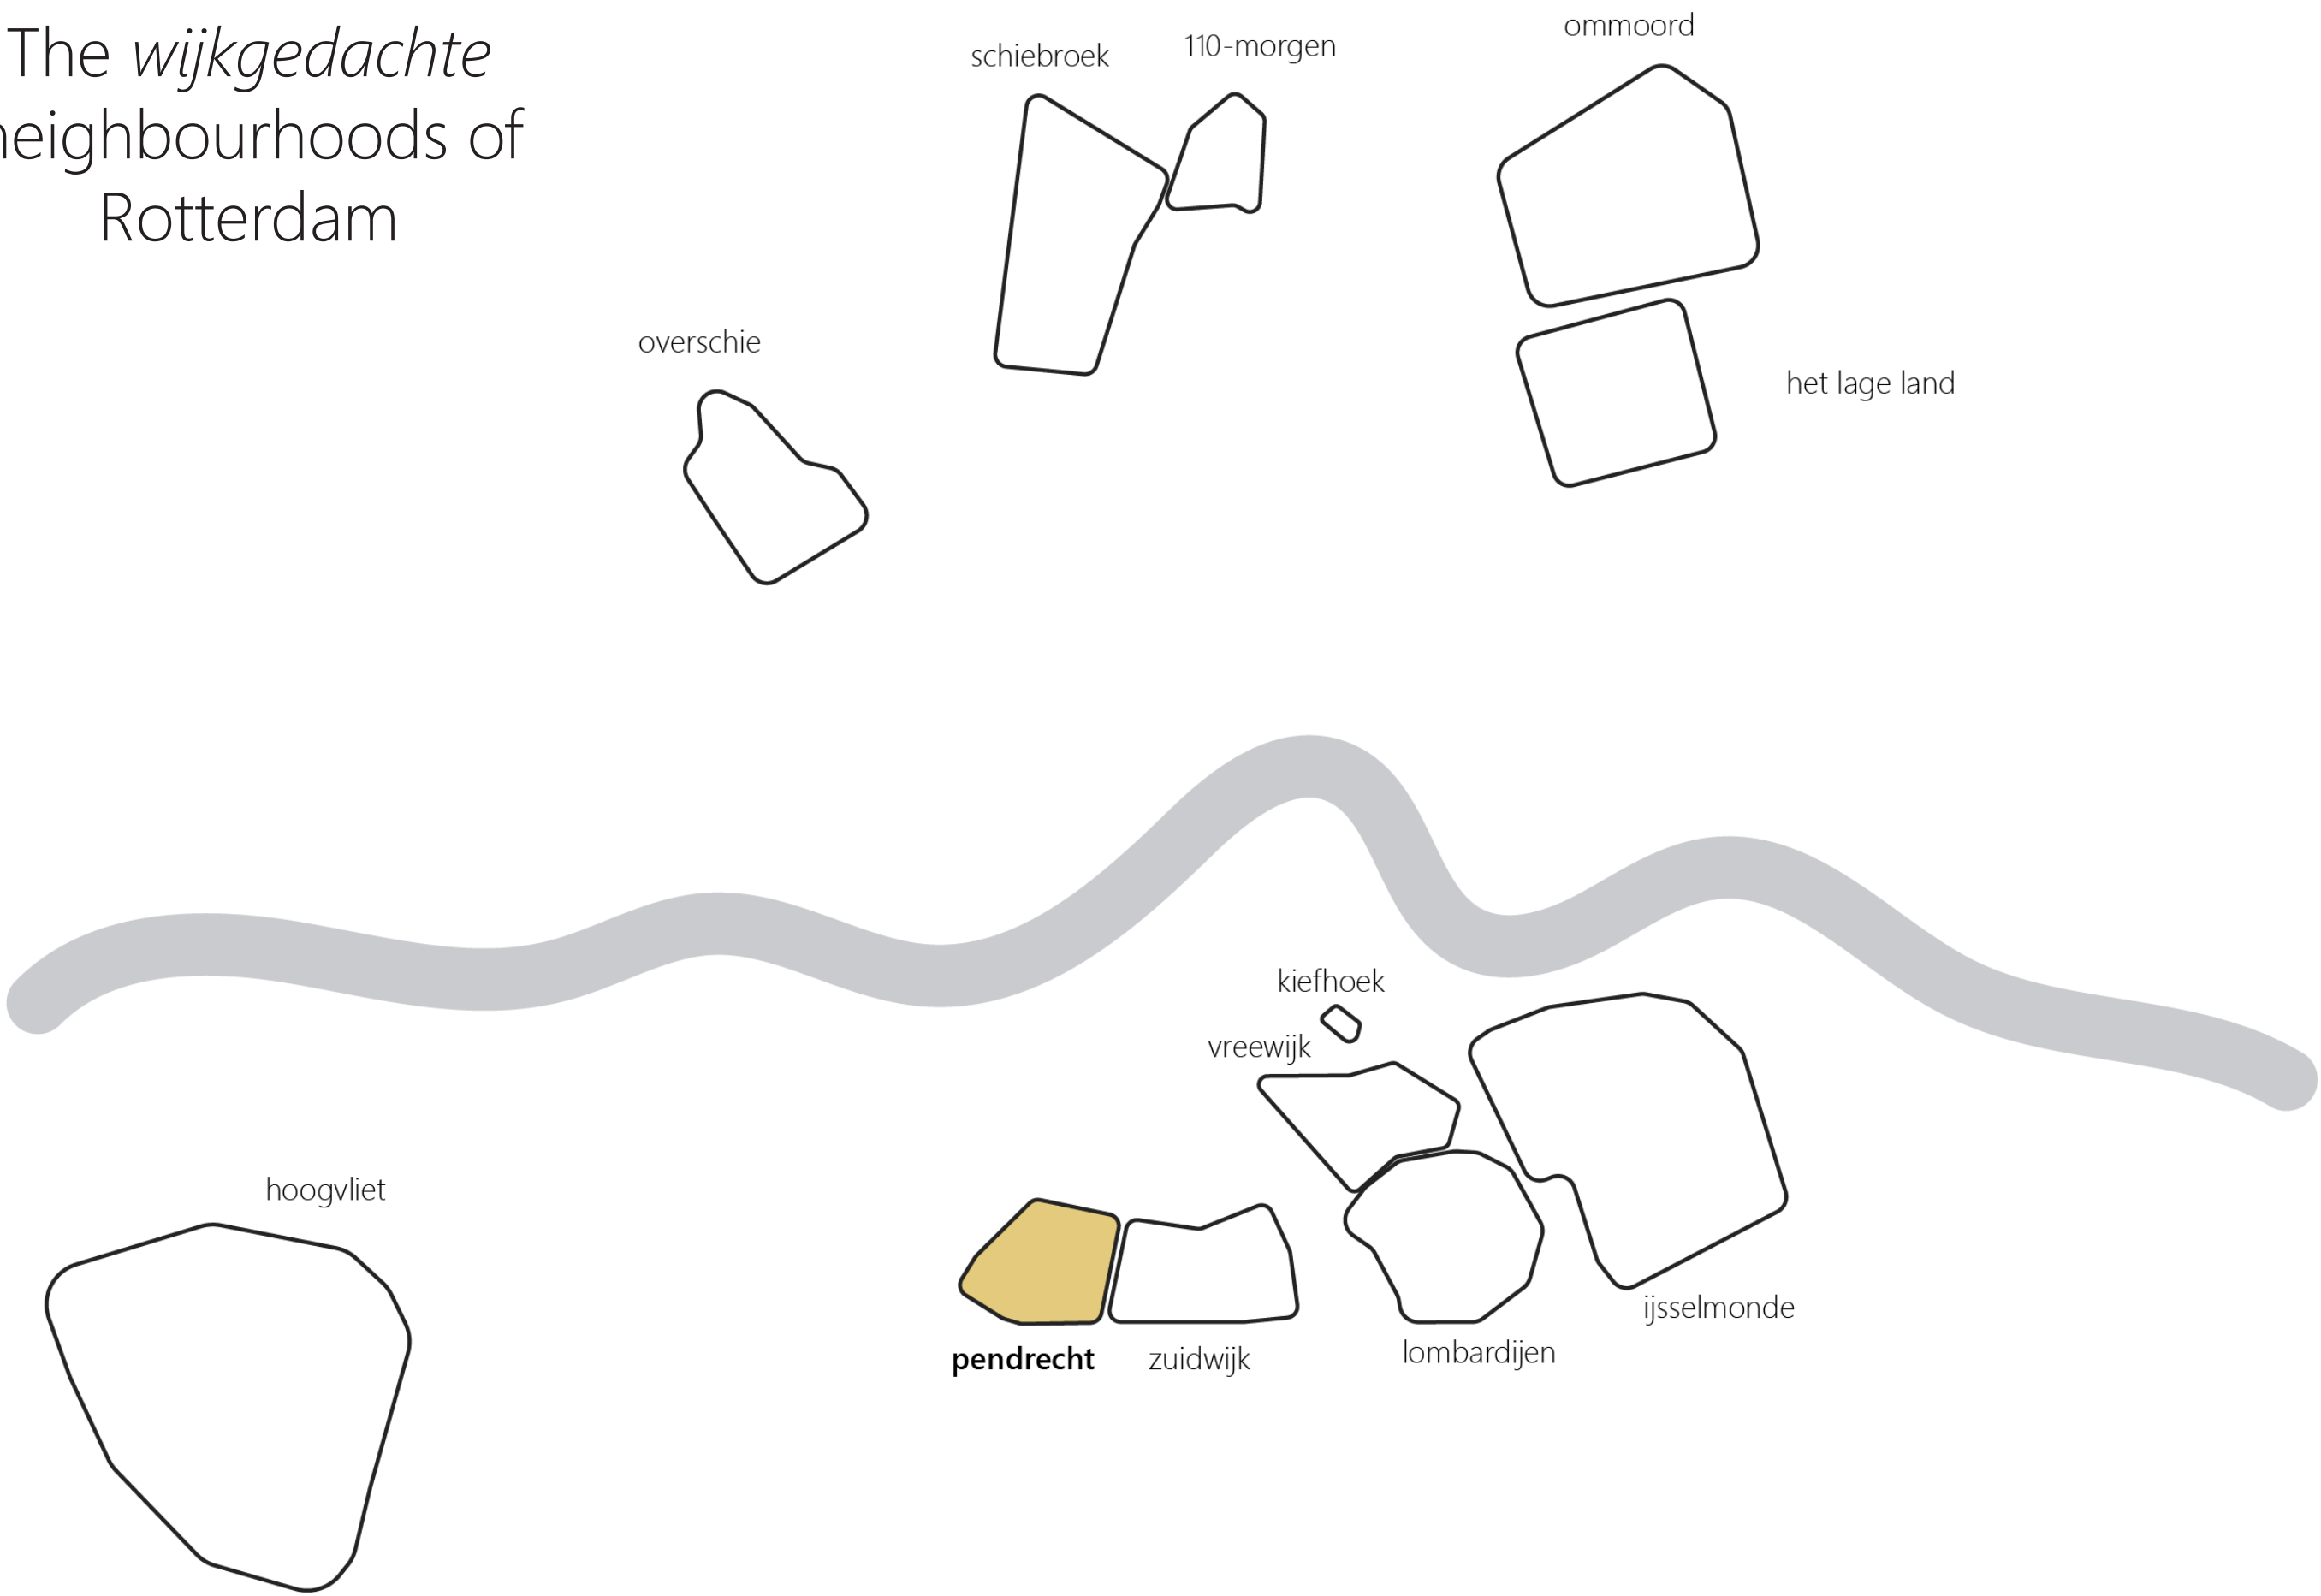 The wijkgedachte
neighbourhoods of
Rotterdam
schiebroek
110-morgen
ommoord
overschie
het lage land
kiefhoek
vreewijk
hoogvliet
ijsselmonde
pendrecht
zuidwijk
lombardijen